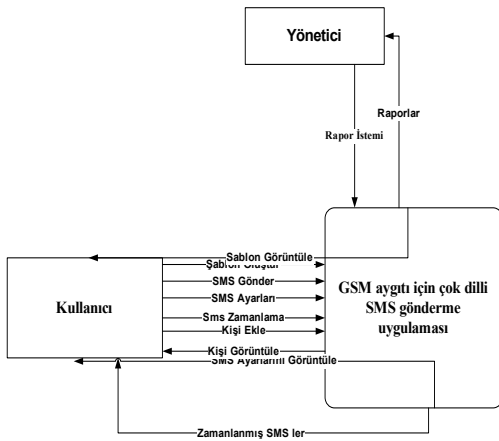 Yönetici
Raporlar
Rapor İstemi
Sablon Görüntüle
Şablon Oluştur
SMS Gönder
SMS Ayarları
Sms Zamanlama
Kişi Ekle
Kişi Görüntüle
SMS Ayarlarını Görüntüle
Zamanlanmış SMS ler
Kullanıcı
GSM aygıtı için çok dilli
SMS gönderme
uygulaması